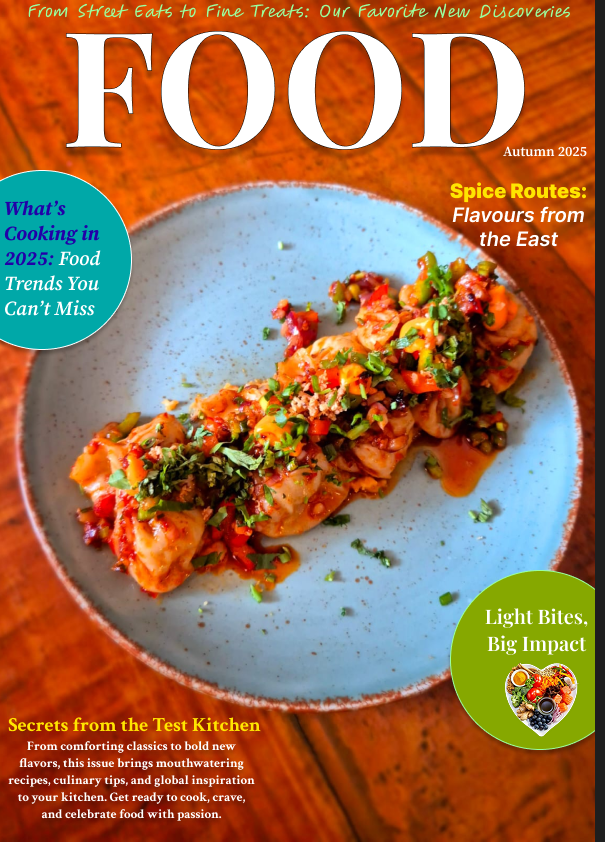 From Street Eats to Fine Treats: Our Favorite New Discoveries
FOOD
Autumn 2025
What's
Cooking in
2025: Food
Trends You
Can't Miss
Spice Routes:
Flavours from
the East
Light Bites,
Big Impact
Secrets from the Test Kitchen
From comforting classics to bold new
flavors, this issue brings mouthwatering
recipes, culinary tips, and global inspiration
to your kitchen. Get ready to cook, crave,
and celebrate food with passion.